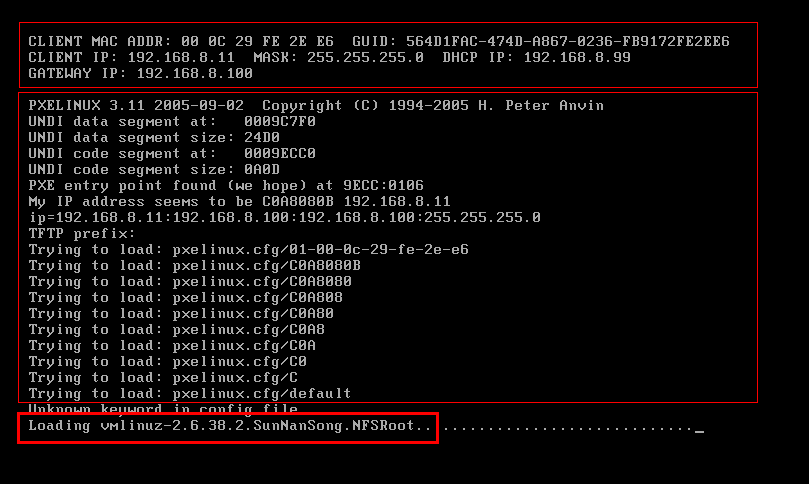 CLIENT MAC ADDR: 00 0C 29 FE 2E E6  GUID: 564D1FAC-474D-A867-0236-FB9172FE2EE6
CLIENT IP: 192.168.8.11  MASK: 255.255.255.0  DHCP IP: 192.168.8.99
GATEWAY IP: 192.168.8.100
PXELINUX 3.11 2005-09-02  Copyright (C) 1994-2005 H. Peter Anvin
UNDI data segment at:   0009C7F0
UNDI data segment size: 24D0
UNDI code segment at:   0009ECC0
UNDI code segment size: 0A0D
PXE entry point found (we hope) at 9ECC:0106
My IP address seems to be C0A8080B 192.168.8.11
ip=192.168.8.11:192.168.8.100:192.168.8.100:255.255.255.0
TFTP prefix:
Trying to load: pxelinux.cfg/01-00-0c-29-fe-2e-e6
Trying to load: pxelinux.cfg/C0A8080B
Trying to load: pxelinux.cfg/C0A8080
Trying to load: pxelinux.cfg/C0A808
Trying to load: pxelinux.cfg/C0A80
Trying to load: pxelinux.cfg/C0A8
Trying to load: pxelinux.cfg/C0A
Trying to load: pxelinux.cfg/C0
Trying to load: pxelinux.cfg/C
Trying to load: pxelinux.cfg/default
Unknown keyword in config file
Loading vmlinuz-2.6.38.2.SunNanSong.NFSRoot.............................._